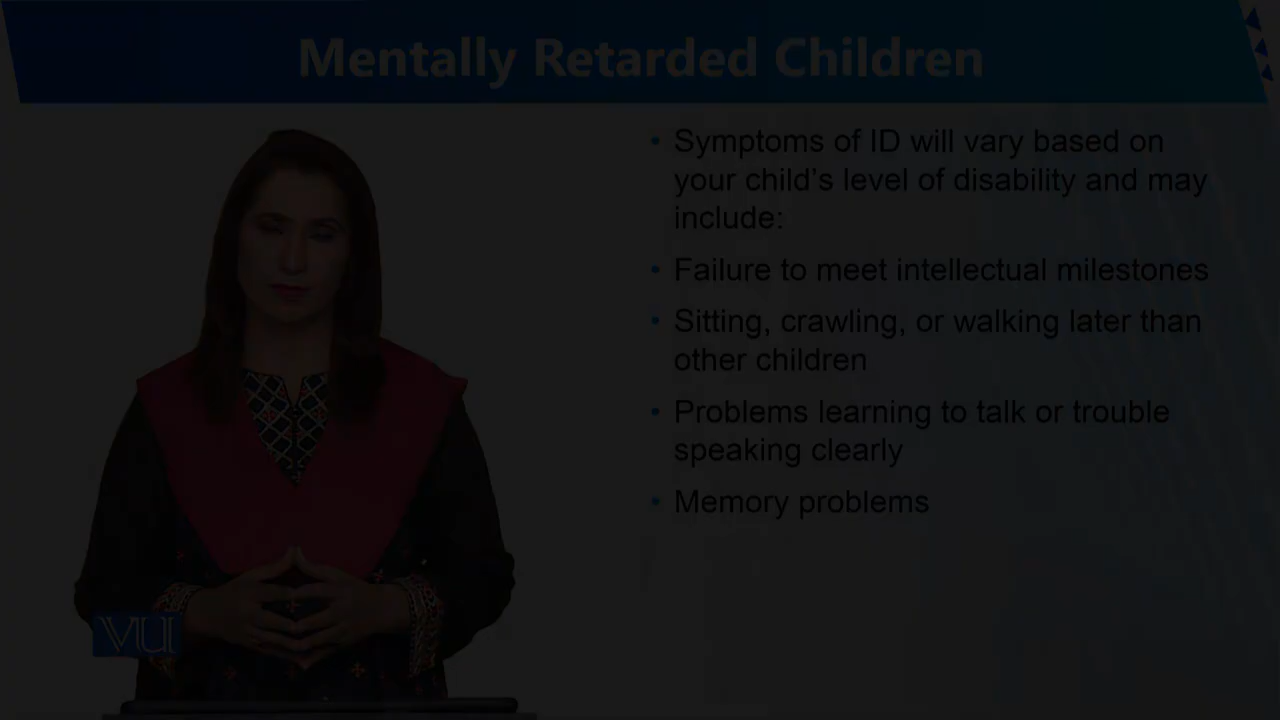 Mentally Retarded Children
• Symptoms of ID will vary based on
your child's level of disability and may
include:
• Failure to meet intellectual milestones
• Sitting, crawling, or walking later than
other children
• Problems learning to talk or trouble
speaking clearly
• Memory problems
VU